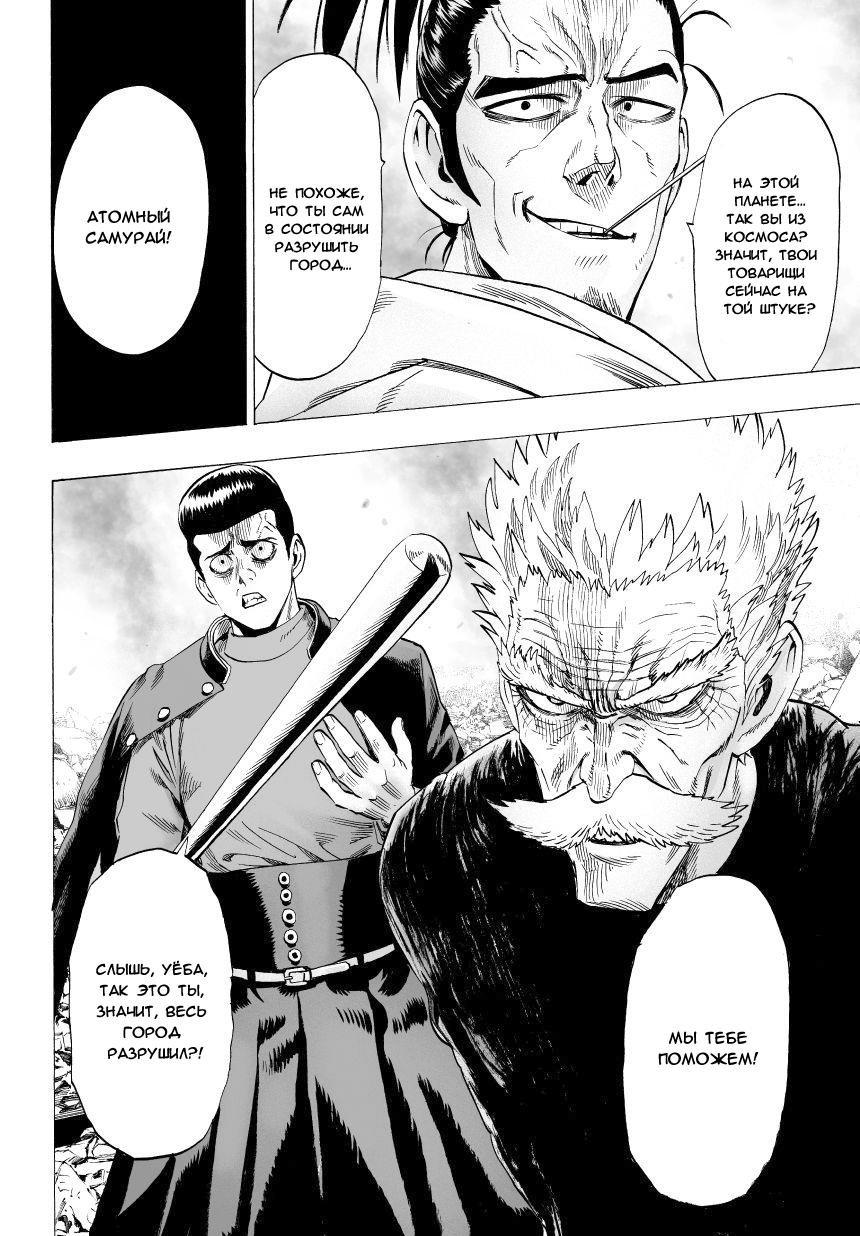 НА ЭТОЙ
ПЛАНЕТЕ...
ТАК ВЫ ИЗ
КОСМОСА?
ЗНАЧИТ, ТВОИ
ТОВАРИЩИ
СЕЙЧАС НА
ТОЙ ШТУКЕ?
НЕ ПОХОЖЕ,
ЧТО ТЫ САМ
В СОСТОЯНИИ
РАЗРУШИТЬ
ГОРОД...
АТОМНЫЙ
САМУРАЙ!
МЫ ТЕБЕ
ПОМОЖЕМ!
СЛЫШЬ, УЁБА,
ТАК ЭТО ТЫ,
ЗНАЧИТ, ВЕСЬ
ГОРОД
РАЗРУШИЛ?!